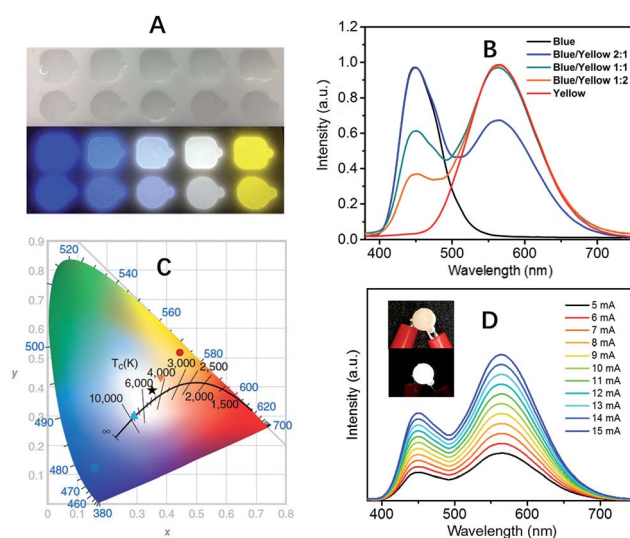 A
B
Intensity (a.u.)
1.2
1.0
0.8
0.6
0.4
0.2
0.0
Blue
Blue/Yellow 2:1
Blue/Yellow 1:1
Blue/Yellow 1:2
Yellow
400
500
600
700
Wavelength (nm)
C
y
0.9
0.8
0.7
0.6
0.5
0.4
0.3
0.2
0.1
520
540
560
580
600
620
700
500
490
480
470
460
380
Tc(K)
10,000
6,000
4,000
3,000
2,500
2,000
1,500
∞
0.0
0.1
0.2
0.3
0.4
0.5
0.6
0.7
0.8
x
D
Intensity (a.u.)
5 mA
6 mA
7 mA
8 mA
9 mA
10 mA
11 mA
12 mA
13 mA
14 mA
15 mA
400
500
600
700
Wavelength (nm)